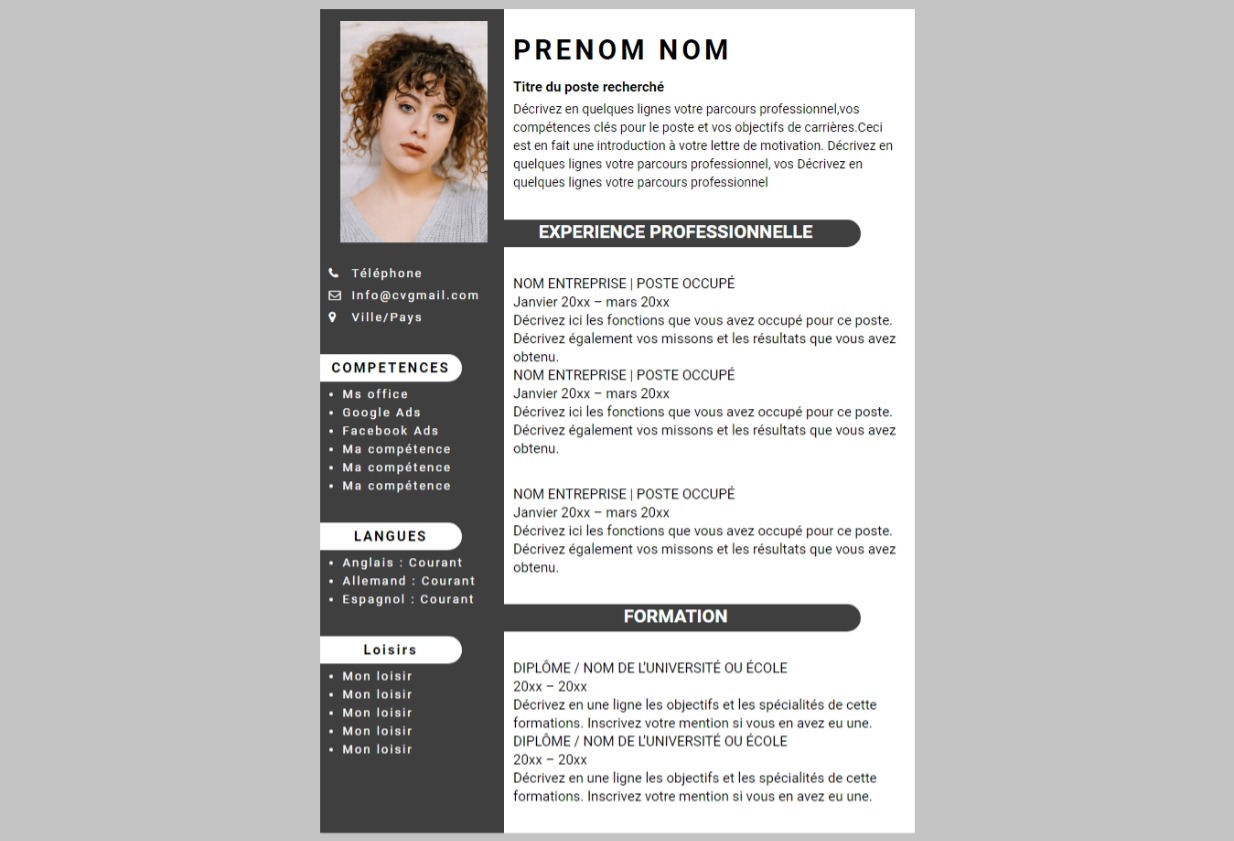 PRENOM NOM
Titre du poste recherché
Décrivez en quelques lignes votre parcours professionnel,vos
compétences clés pour le poste et vos objectifs de carrières.Ceci
est en fait une introduction à votre lettre de motivation. Décrivez en
quelques lignes votre parcours professionnel, vos Décrivez en
quelques lignes votre parcours professionnel
Téléphone
Info@cvgmail.com
Ville/Pays
COMPETENCES
• Ms office
• Google Ads
• Facebook Ads
• Ma compétence
• Ma compétence
• Ma compétence
LANGUES
• Anglais : Courant
• Allemand : Courant
• Espagnol : Courant
Loisirs
• Mon loisir
• Mon loisir
• Mon loisir
• Mon loisir
• Mon loisir
EXPERIENCE PROFESSIONNELLE
NOM ENTREPRISE | POSTE OCCUPÉ
Janvier 20xx – mars 20xx
Décrivez ici les fonctions que vous avez occupé pour ce poste.
Décrivez également vos missons et les résultats que vous avez
obtenu.
NOM ENTREPRISE | POSTE OCCUPÉ
Janvier 20xx – mars 20xx
Décrivez ici les fonctions que vous avez occupé pour ce poste.
Décrivez également vos missons et les résultats que vous avez
obtenu.
NOM ENTREPRISE | POSTE OCCUPÉ
Janvier 20xx – mars 20xx
Décrivez ici les fonctions que vous avez occupé pour ce poste.
Décrivez également vos missons et les résultats que vous avez
obtenu.
FORMATION
DIPLÔME / NOM DE L'UNIVERSITÉ OU ÉCOLE
20xx – 20xx
Décrivez en une ligne les objectifs et les spécialités de cette
formations. Inscrivez votre mention si vous en avez eu une.
DIPLÔME / NOM DE L'UNIVERSITÉ OU ÉCOLE
20xx – 20xx
Décrivez en une ligne les objectifs et les spécialités de cette
formations. Inscrivez votre mention si vous en avez eu une.